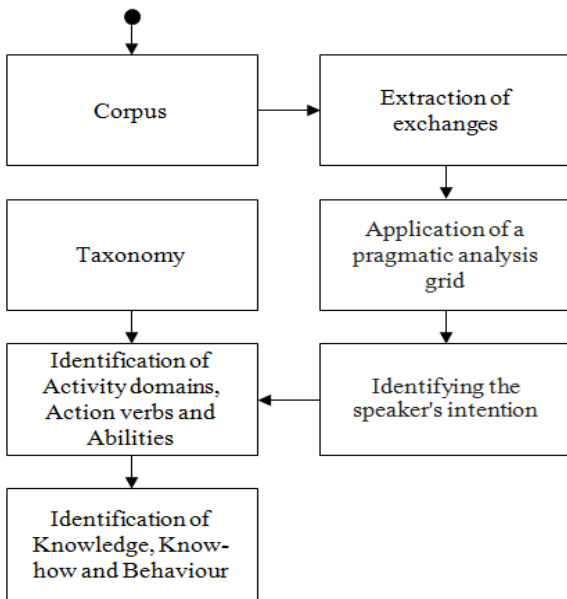 Corpus
Extraction of
exchanges
Taxonomy
Application of a
pragmatic analysis
grid
Identification of
Activity domains,
Action verbs and
Abilities
Identifying the
speaker's intention
Identification of
Knowledge, Know-
how and Behaviour